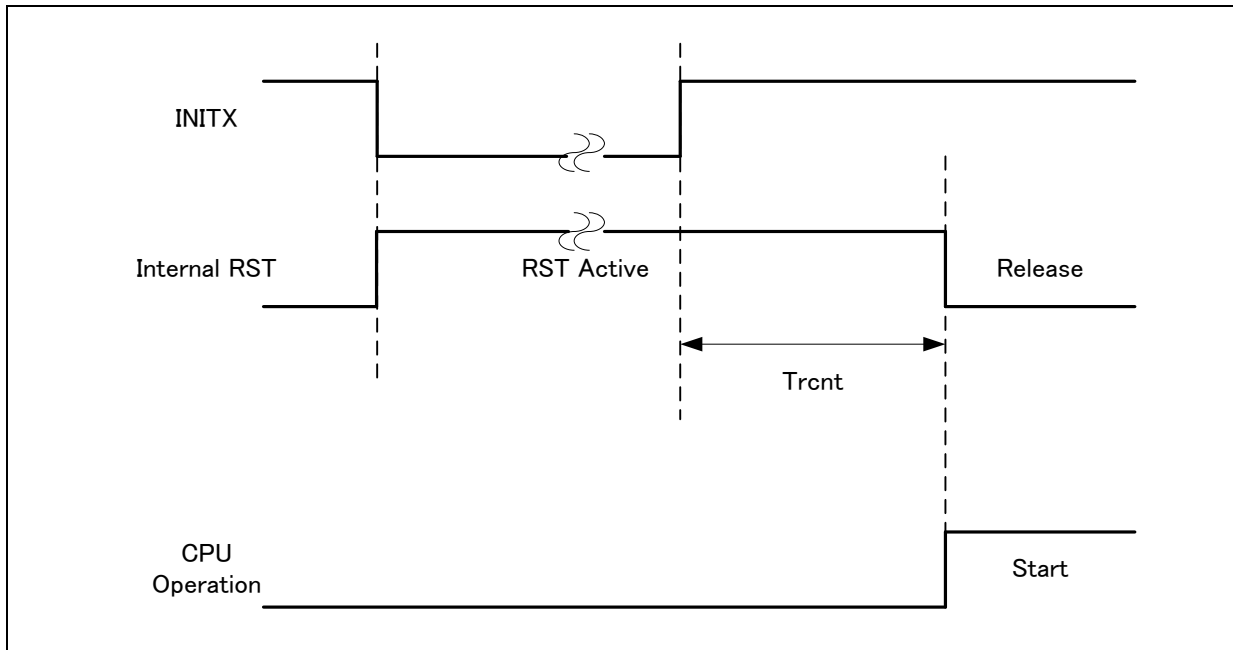 INITX
Internal RST
RST Active
Release
Trcnt
CPU
Operation
Start